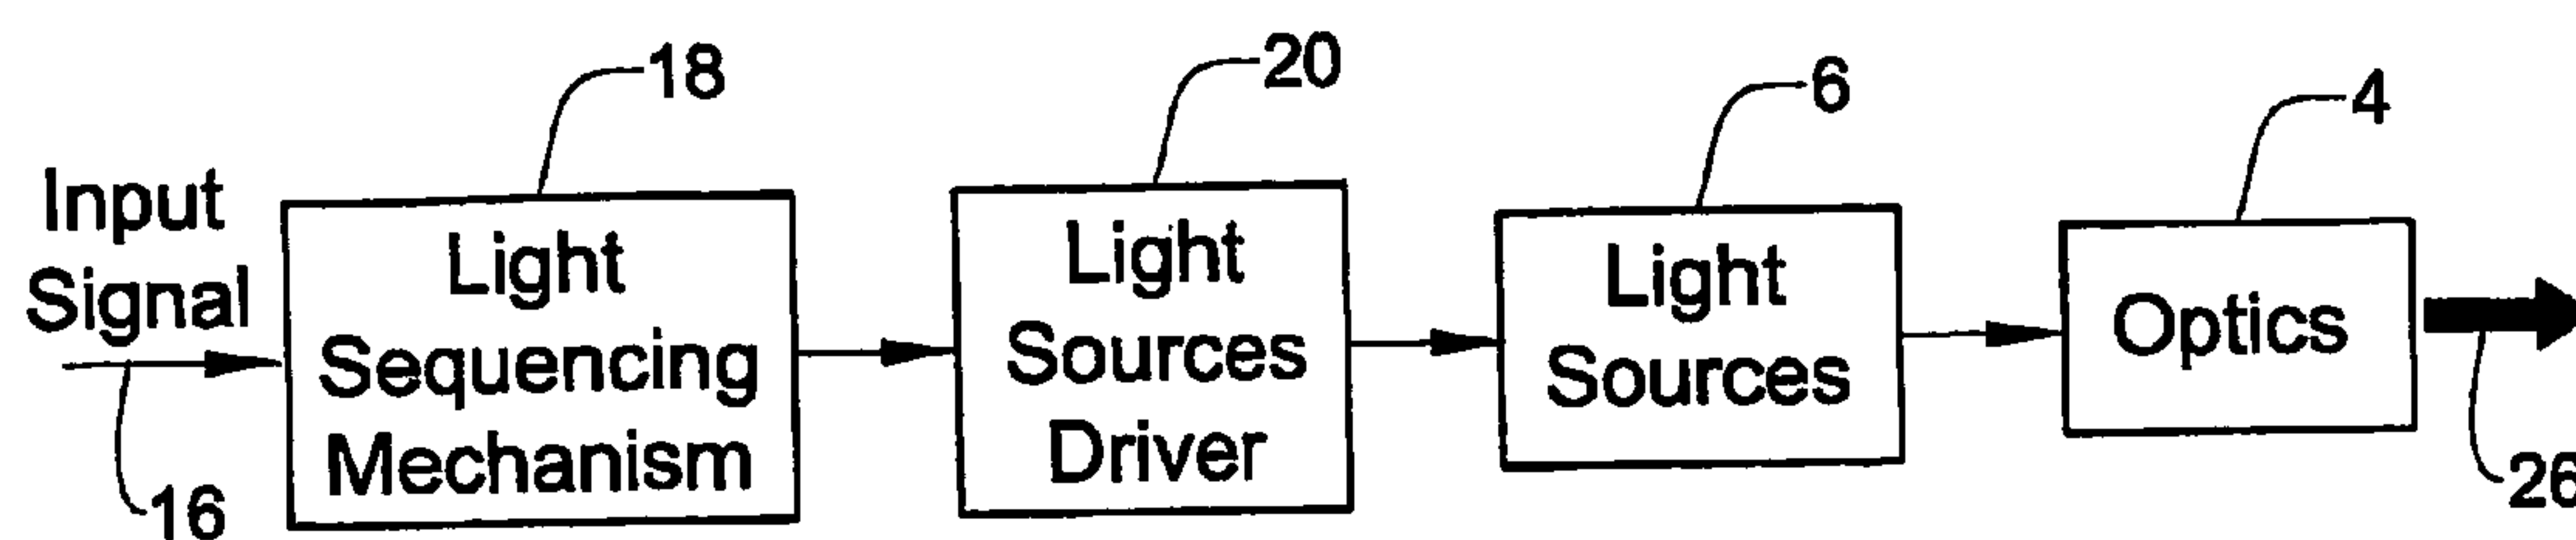 18
20
6
4
Input
Signal
16
Light
Sequencing
Mechanism
Light
Sources
Driver
Light
Sources
Optics
26